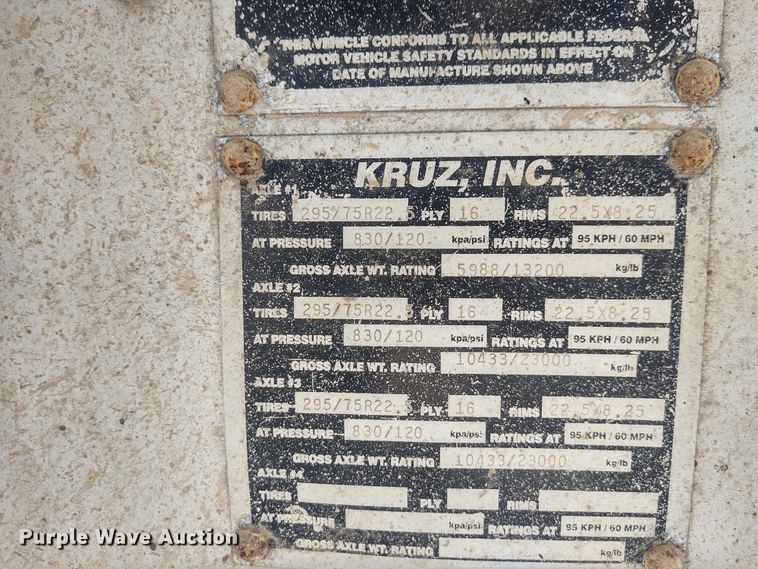 THIS VEHICLE CONFORMS TO ALL APPLICABLE FEDERAL
MOTOR VEHICLE SAFETY STANDARDS IN EFFECT ON
DATE OF MANUFACTURE SHOWN ABOVE
KRUZ, INC.
AXLE #1
TIRES 295/75R22.5 PLY 16 RIMS 22.5X8.25
AT PRESSURE 830/120 kpa/psi RATINGS AT 95 KPH / 60 MPH
GROSS AXLE WT. RATING 5988/13200 kg/lb
AXLE #2
TIRES 295/75R22.5 PLY 16 RIMS 22.5X8.25
AT PRESSURE 830/120 kpa/psi RATINGS AT 95 KPH / 60 MPH
GROSS AXLE WT. RATING 10433/23000 kg/lb
AXLE #3
TIRES 295/75R22.5 PLY 16 RIMS 22.5X8.25
AT PRESSURE 830/120 kpa/psi RATINGS AT 95 KPH / 60 MPH
GROSS AXLE WT. RATING 10433/23000 kg/lb
AXLE #4
TIRES PLY RIMS
AT PRESSURE kpa/psi RATINGS AT 95 KPH / 60 MPH
GROSS AXLE WT. RATING kg/lb
Purple Wave Auction